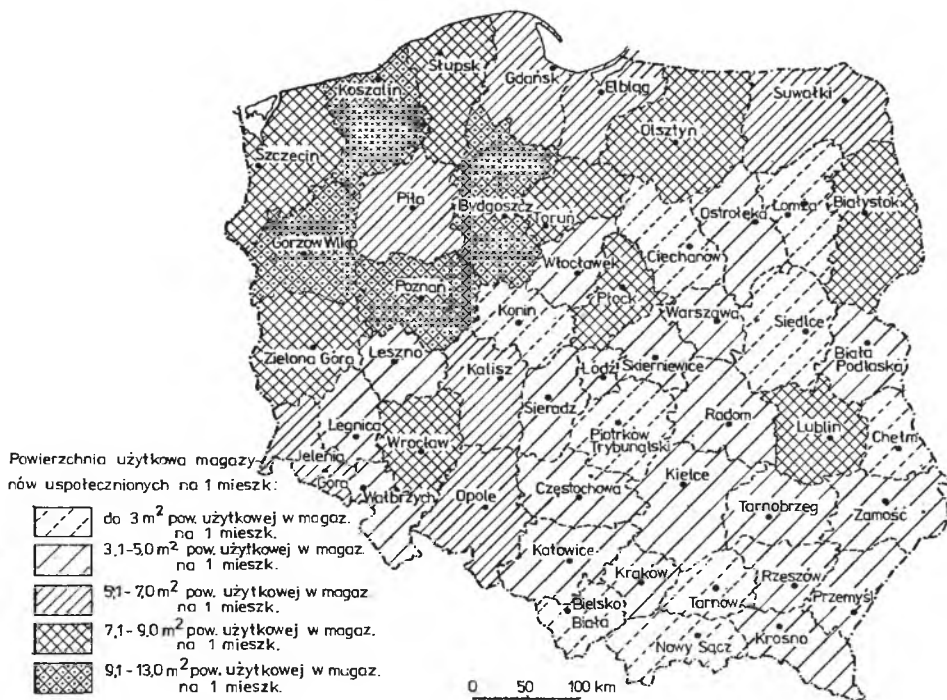 Słupsk
Koszalin
Gdańsk
Elbląg
Suwałki
Olsztyn
Szczecin
Piła
Bydgoszcz
Toruń
Ostrołęka
Łomża
Białystok
Gorzów Wlkp
Włocławek
Ciechanów
Poznań
Płock
Konin
Warszawa
Siedlce
Zielona Góra
Leszno
Kalisz
Łódź
Skierniewice
Biała
Podlaska
Sieradz
Legnica
Wrocław
Piotrków
Trybunalski
Radom
Lublin
Chełm
Jelenia
Góra
Wałbrzych
Opole
Częstochowa
Kielce
Tarnobrzeg
Zamość
Katowice
Kraków
Tarnów
Rzeszów
Przemyśl
Bielsko
Biała
Nowy Sącz
Krosno
Powierzchnia użytkowa magazy-
nów uspołecznionych na 1 mieszk:
do 3 m² pow. użytkowej w magaz.
na 1 mieszk.
3,1-5,0 m² pow. użytkowej w magaz.
na 1 mieszk.
5,1-7,0 m² pow. użytkowej w magaz
na 1 mieszk.
7,1-9,0 m² pow. użytkowej w magaz.
na 1 mieszk.
9,1-13,0 m² pow. użytkowej w magaz.
na 1 mieszk.
0 50 100 km